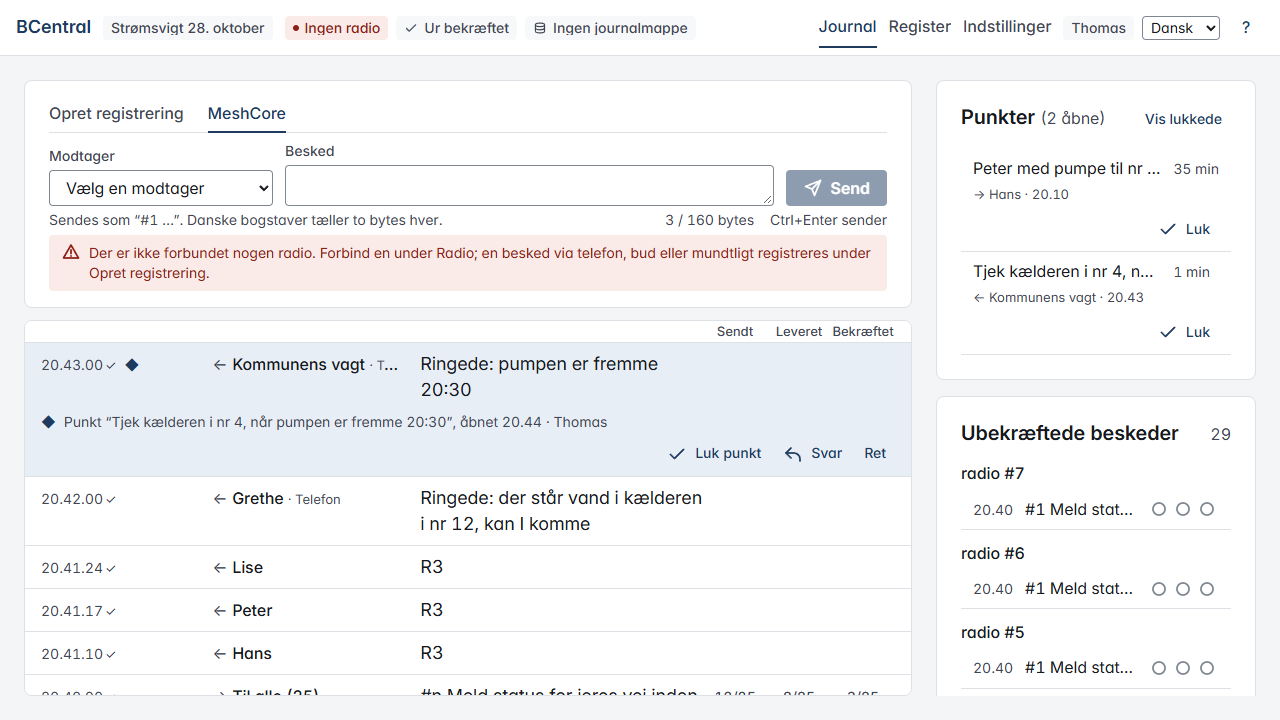 BCentral
Strømsvigt 28. oktober
Ingen radio
Ur bekræftet
Ingen journalmappe
Journal
Register
Indstillinger
Thomas
Dansk
?
Opret registrering
MeshCore
Modtager
Besked
Vælg en modtager
Send
Sendes som “#1 …”. Danske bogstaver tæller to bytes hver.
3 / 160 bytes
Ctrl+Enter sender
Der er ikke forbundet nogen radio. Forbind en under Radio; en besked via telefon, bud eller mundtligt registreres under
Opret registrering.
Sendt
Leveret
Bekræftet
20.43.00
← Kommunens vagt · T…
Ringede: pumpen er fremme
20:30
Punkt “Tjek kælderen i nr 4, når pumpen er fremme 20:30”, åbnet 20.44 · Thomas
Luk punkt
Svar
Ret
20.42.00
← Grethe · Telefon
Ringede: der står vand i kælderen
i nr 12, kan I komme
20.41.24
← Lise
R3
20.41.17
← Peter
R3
20.41.10
← Hans
R3
Punkter (2 åbne)
Vis lukkede
Peter med pumpe til nr …
35 min
→ Hans · 20.10
Luk
Tjek kælderen i nr 4, n…
1 min
← Kommunens vagt · 20.43
Luk
Ubekræftede beskeder
29
radio #7
20.40
#1 Meld stat…
radio #6
20.40
#1 Meld stat…
radio #5
20.40
#1 Meld stat…